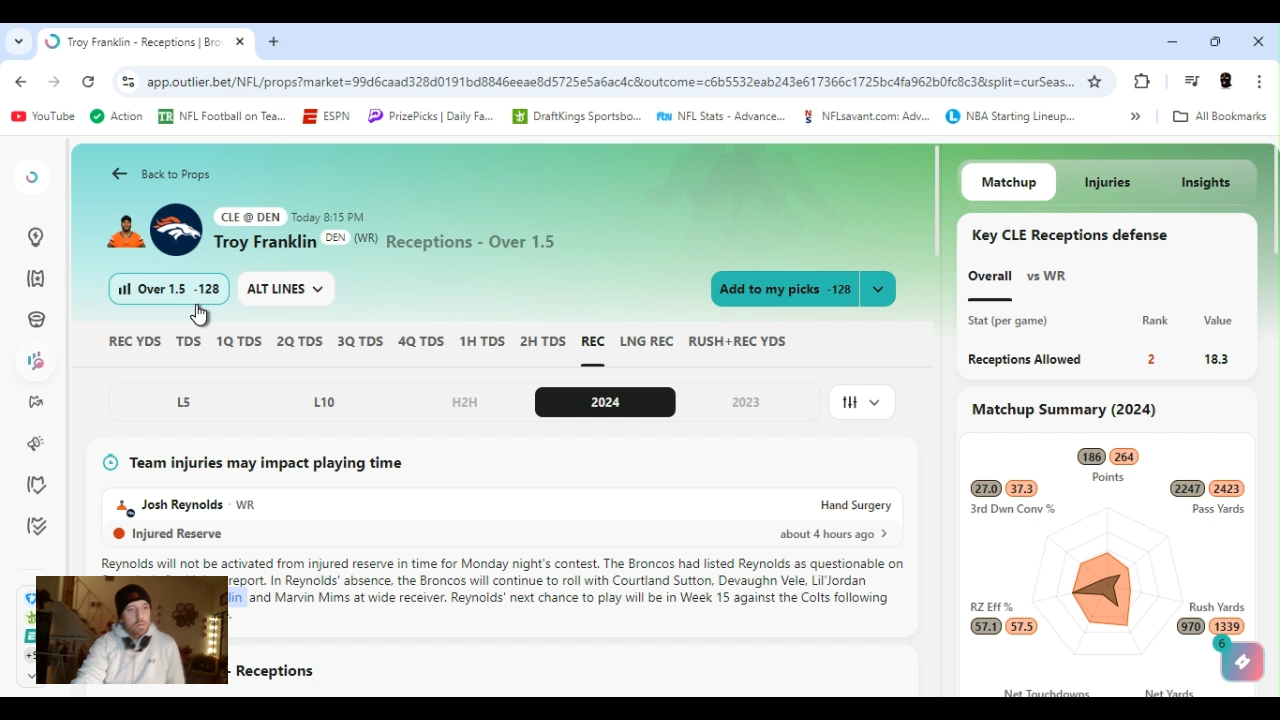 Troy Franklin - Receptions | Bro
app.outlier.bet/NFL/props?market=99d6caad328d0191bd8846eeae8d5725e5a6ac4c&outcome=c6b5532eab243e617366c1725bc4fa962b0fc8c3&split=curSeas...
YouTube Action NFL Football on Tea... ESPN PrizePicks | Daily Fa... DraftKings Sportsbo... NFL Stats - Advance... NFLsavant.com: Adv... NBA Starting Lineup... » All Bookmarks
Back to Props
CLE @ DEN Today 8:15 PM
Troy Franklin DEN (WR) Receptions - Over 1.5
Over 1.5 -128 ALT LINES Add to my picks -128
REC YDS TDS 1Q TDS 2Q TDS 3Q TDS 4Q TDS 1H TDS 2H TDS REC LNG REC RUSH+REC YDS
L5 L10 H2H 2024 2023
Team injuries may impact playing time
Josh Reynolds · WR Hand Surgery
Injured Reserve about 4 hours ago
Reynolds will not be activated from injured reserve in time for Monday night's contest. The Broncos had listed Reynolds as questionable on
report. In Reynolds' absence, the Broncos will continue to roll with Courtland Sutton, Devaughn Vele, Lil'Jordan
lin and Marvin Mims at wide receiver. Reynolds' next chance to play will be in Week 15 against the Colts following
- Receptions
Matchup Injuries Insights
Key CLE Receptions defense
Overall vs WR
Stat (per game) Rank Value
Receptions Allowed 2 18.3
Matchup Summary (2024)
186 264
Points
27.0 37.3
3rd Dwn Conv %
2247 2423
Pass Yards
RZ Eff %
57.1 57.5
Rush Yards
970 1339
6
Net Touchdowns Net Yards